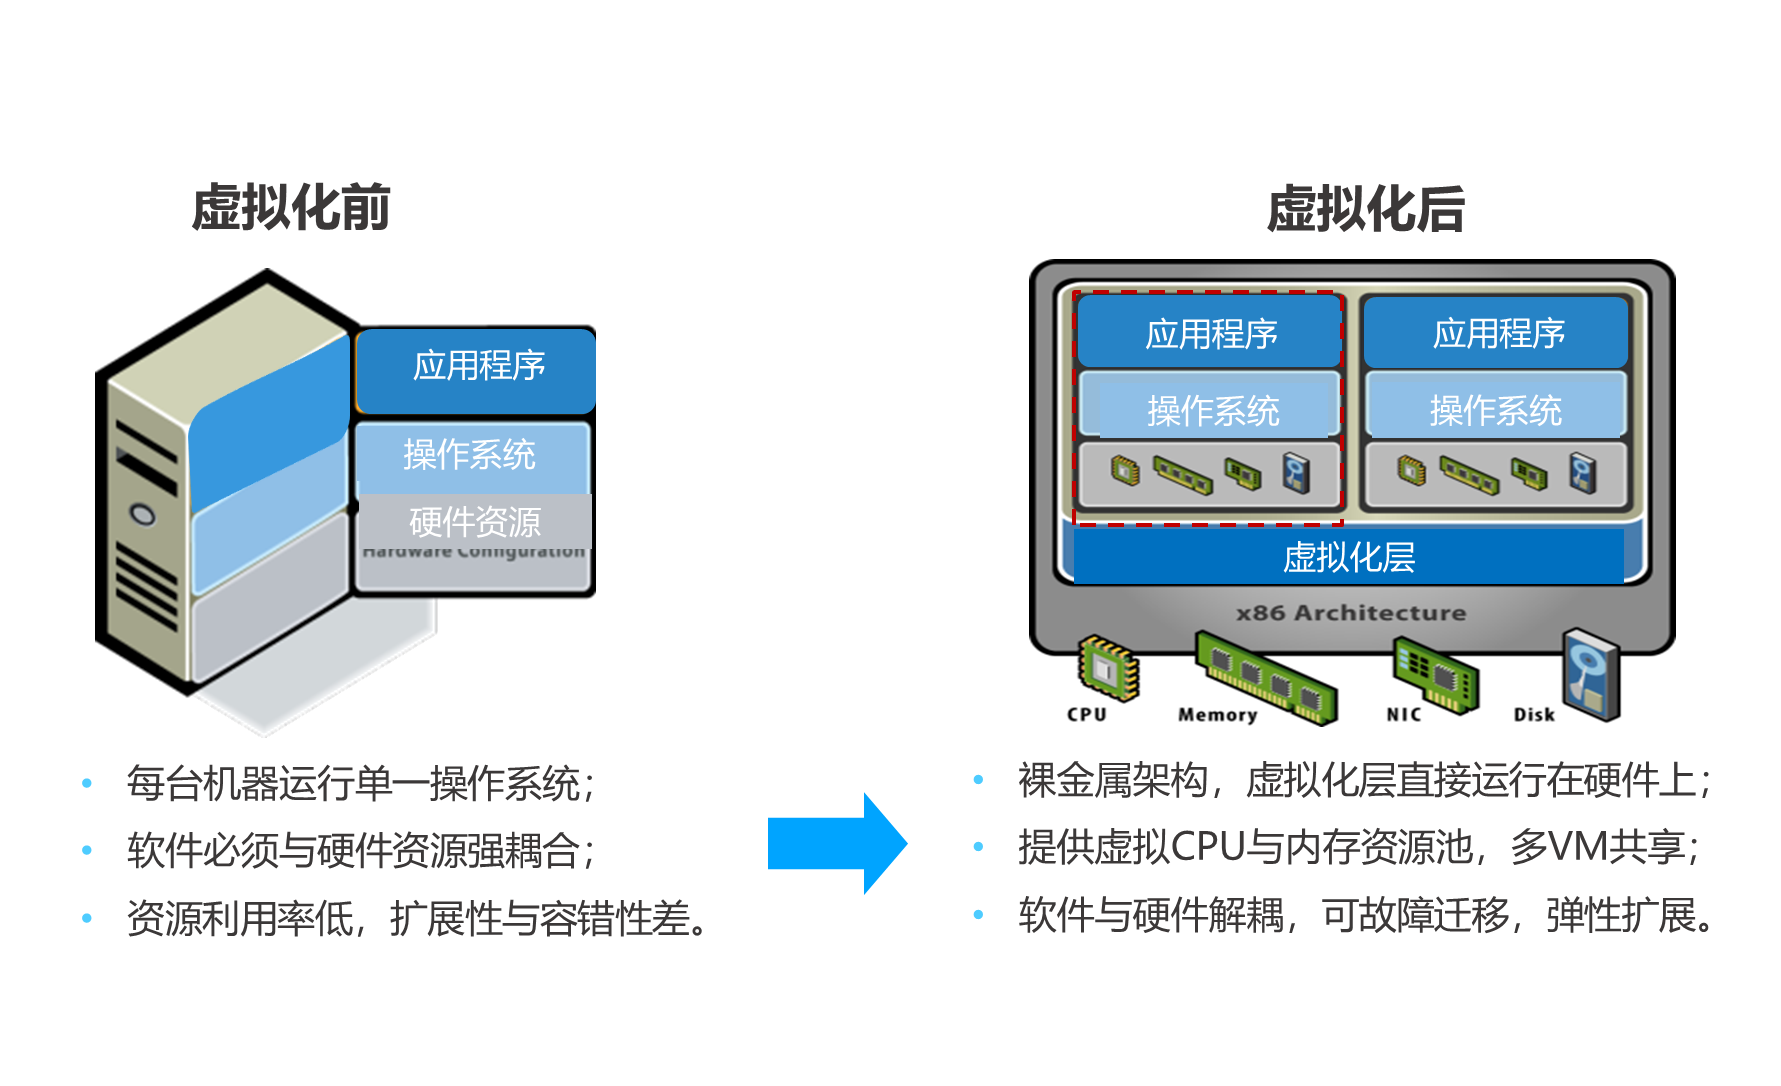 虚拟化前
应用程序
操作系统
硬件资源
Hardware Configuration
每台机器运行单一操作系统；
软件必须与硬件资源强耦合；
资源利用率低，扩展性与容错性差。
虚拟化后
应用程序
应用程序
操作系统
操作系统
虚拟化层
x86 Architecture
CPU
Memory
NIC
Disk
裸金属架构，虚拟化层直接运行在硬件上；
提供虚拟CPU与内存资源池，多VM共享；
软件与硬件解耦，可故障迁移，弹性扩展。